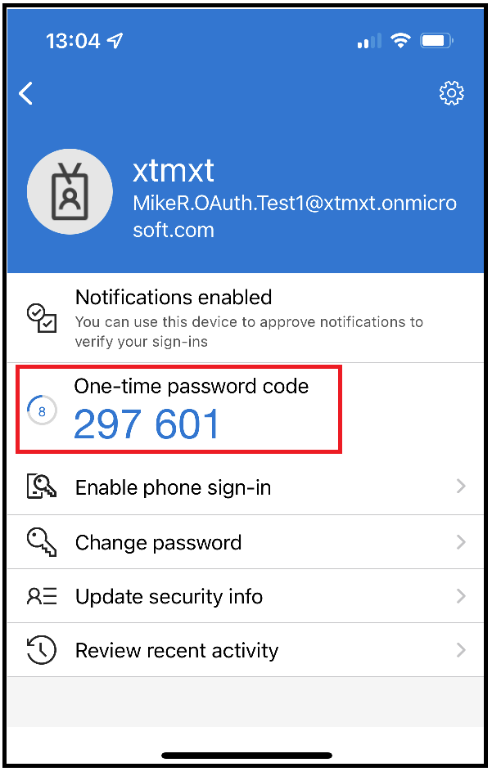 13:04
xtmxt
MikeR.OAuth.Test1@xtmxt.onmicro
soft.com
Notifications enabled
You can use this device to approve notifications to
verify your sign-ins
One-time password code
8
297 601
Enable phone sign-in
Change password
Update security info
Review recent activity